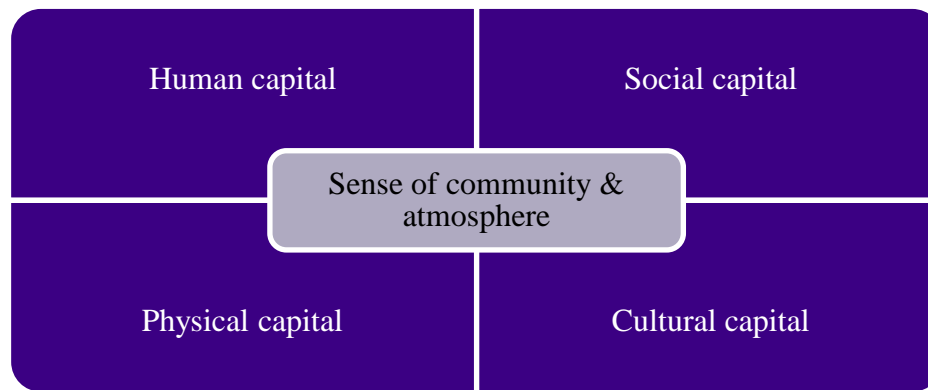 Human capital
Social capital
Sense of community &
atmosphere
Physical capital
Cultural capital